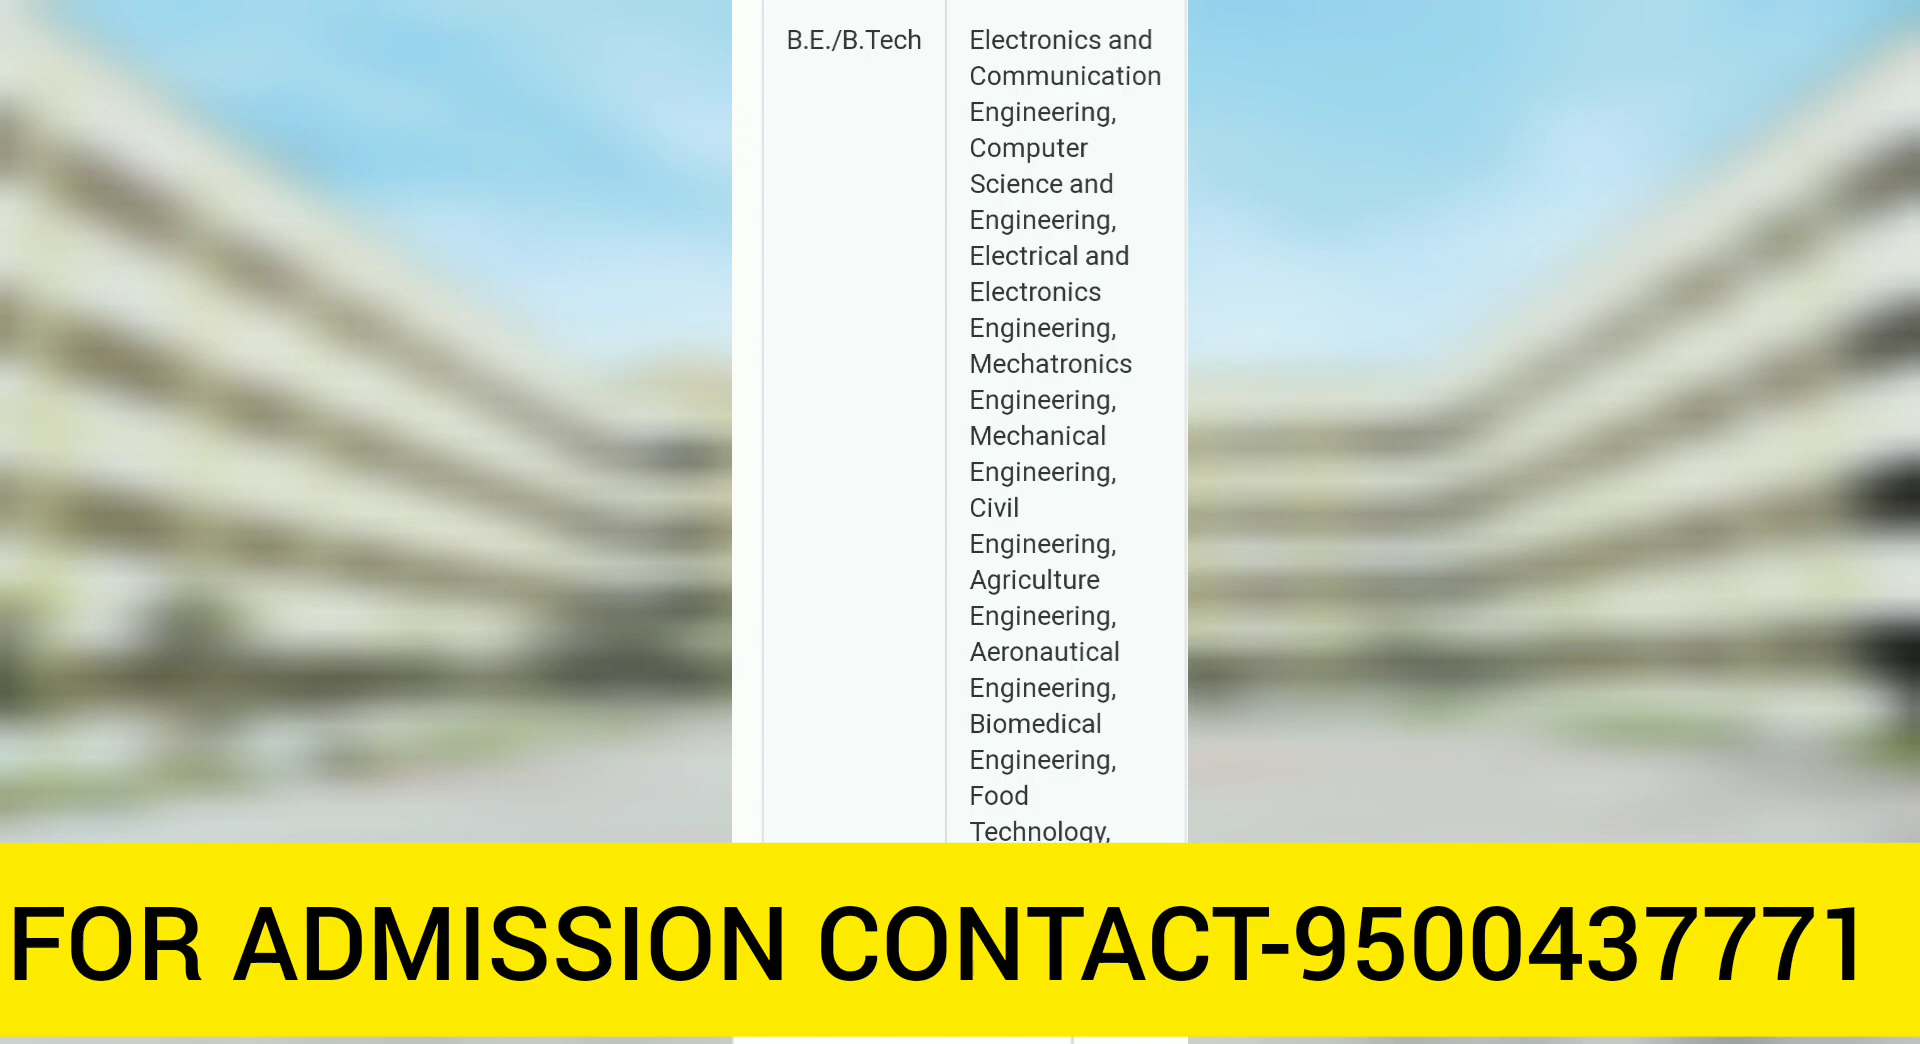 B.E./B.Tech
Electronics and
Communication
Engineering,
Computer
Science and
Engineering,
Electrical and
Electronics
Engineering,
Mechatronics
Engineering,
Mechanical
Engineering,
Civil
Engineering,
Agriculture
Engineering,
Aeronautical
Engineering,
Biomedical
Engineering,
Food
Technology,
FOR ADMISSION CONTACT-9500437771